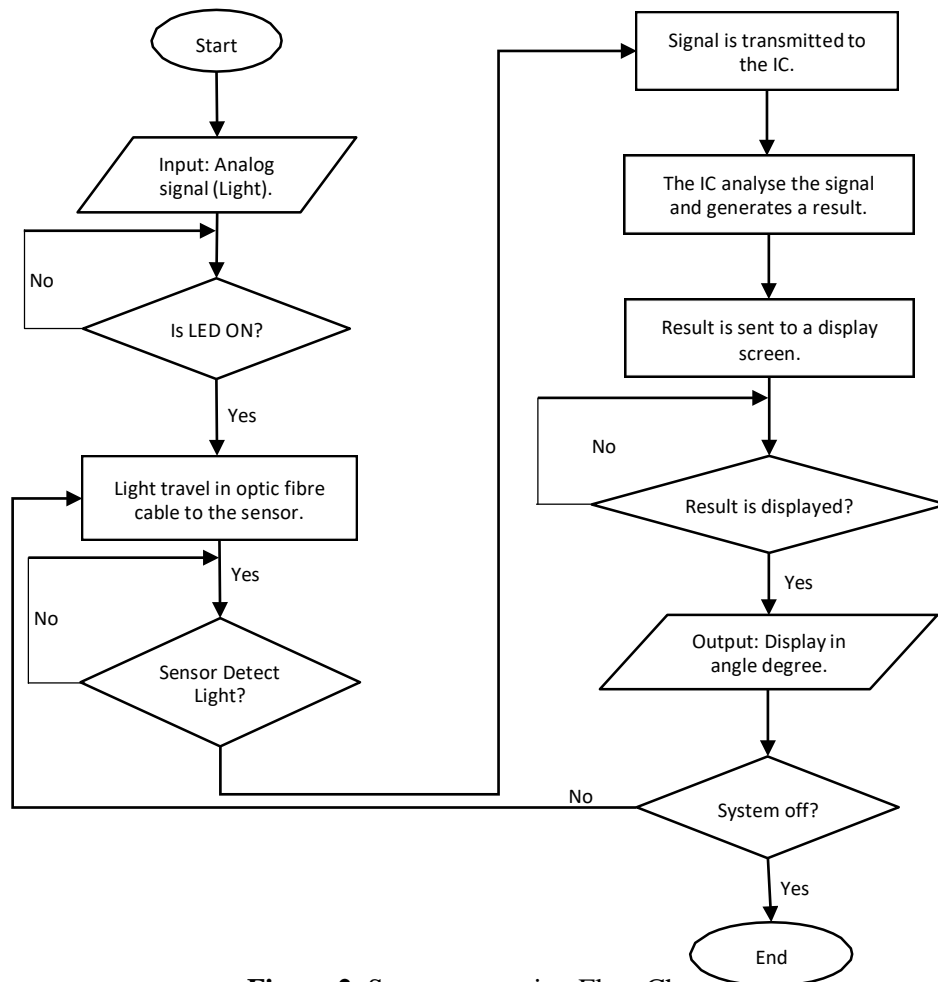 Start
Input: Analog
signal (Light).
No
Is LED ON?
Yes
Light travel in optic fibre
cable to the sensor.
Yes
No
Sensor Detect
Light?
Signal is transmitted to
the IC.
The IC analyse the signal
and generates a result.
Result is sent to a display
screen.
No
Result is displayed?
Yes
Output: Display in
angle degree.
No
System off?
Yes
End
Flow